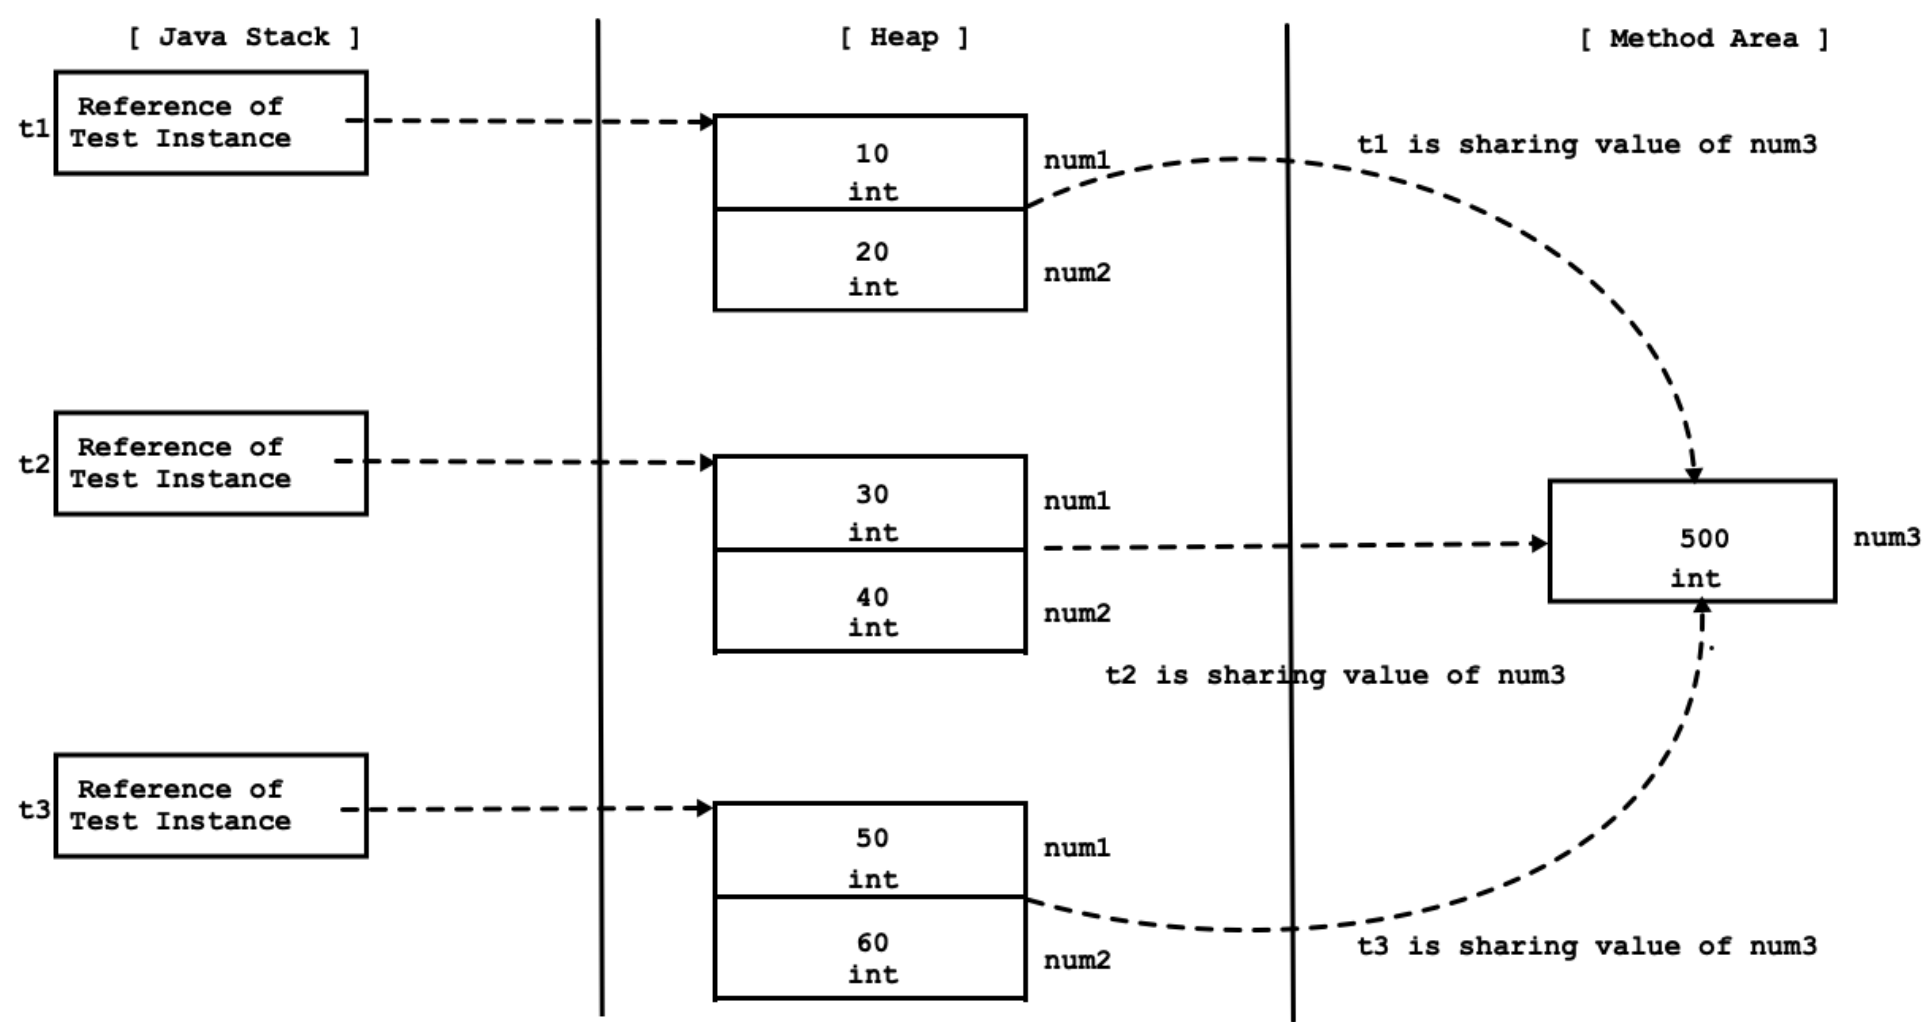 [ Java Stack ]
[ Heap ]
[ Method Area ]
t1
Reference of
Test Instance
10
int
num1
20
int
num2
t1 is sharing value of num3
t2
Reference of
Test Instance
30
int
num1
40
int
num2
t2 is sharing value of num3
500
int
num3
t3
Reference of
Test Instance
50
int
num1
60
int
num2
t3 is sharing value of num3